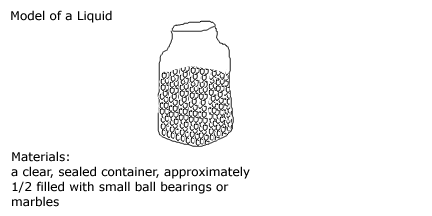 Model of a Liquid
Materials:
a clear, sealed container, approximately
1/2 filled with small ball bearings or
marbles